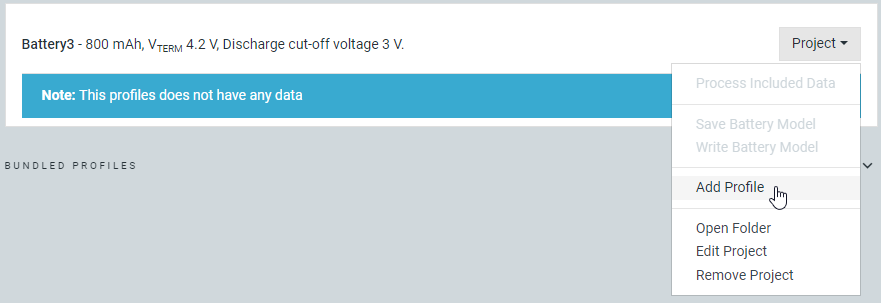 Battery3 - 800 mAh, VTERM 4.2 V, Discharge cut-off voltage 3 V.
Project
Note: This profiles does not have any data
Process Included Data
Save Battery Model
Write Battery Model
BUNDLED PROFILES
Add Profile
Open Folder
Edit Project
Remove Project